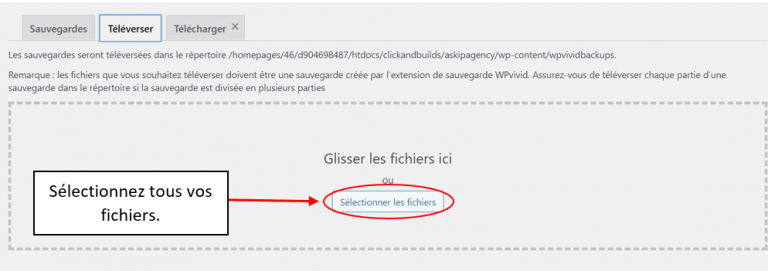 Sauvegardes Téléverser Télécharger ×
Les sauvegardes seront téléversées dans le répertoire /homepages/46/d904698487/htdocs/clickandbuilds/askipagency/wp-content/wpvividbackups.
Remarque : les fichiers que vous souhaitez téléverser doivent être une sauvegarde créée par l'extension de sauvegarde WPvivid. Assurez-vous de téléverser chaque partie d'une
sauvegarde dans le répertoire si la sauvegarde est divisée en plusieurs parties
Glisser les fichiers ici
ou
Sélectionner les fichiers
Sélectionnez tous vos
fichiers.